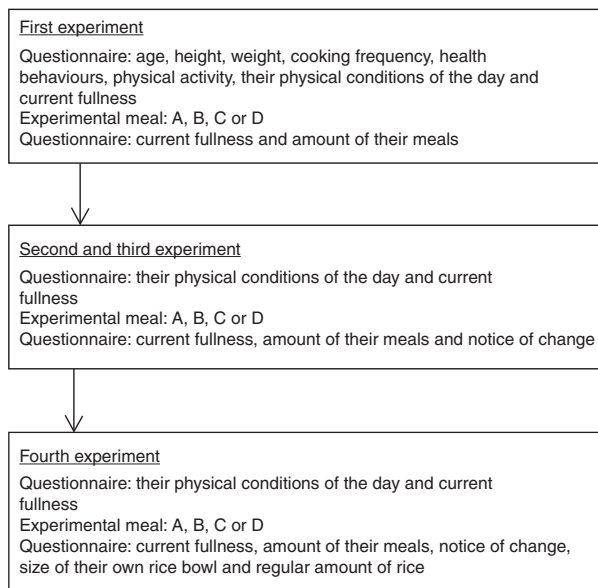 First experiment
Questionnaire: age, height, weight, cooking frequency, health
behaviours, physical activity, their physical conditions of the day and
current fullness
Experimental meal: A, B, C or D
Questionnaire: current fullness and amount of their meals
Second and third experiment
Questionnaire: their physical conditions of the day and current
fullness
Experimental meal: A, B, C or D
Questionnaire: current fullness, amount of their meals and notice of change
Fourth experiment
Questionnaire: their physical conditions of the day and current
fullness
Experimental meal: A, B, C or D
Questionnaire: current fullness, amount of their meals, notice of change,
size of their own rice bowl and regular amount of rice